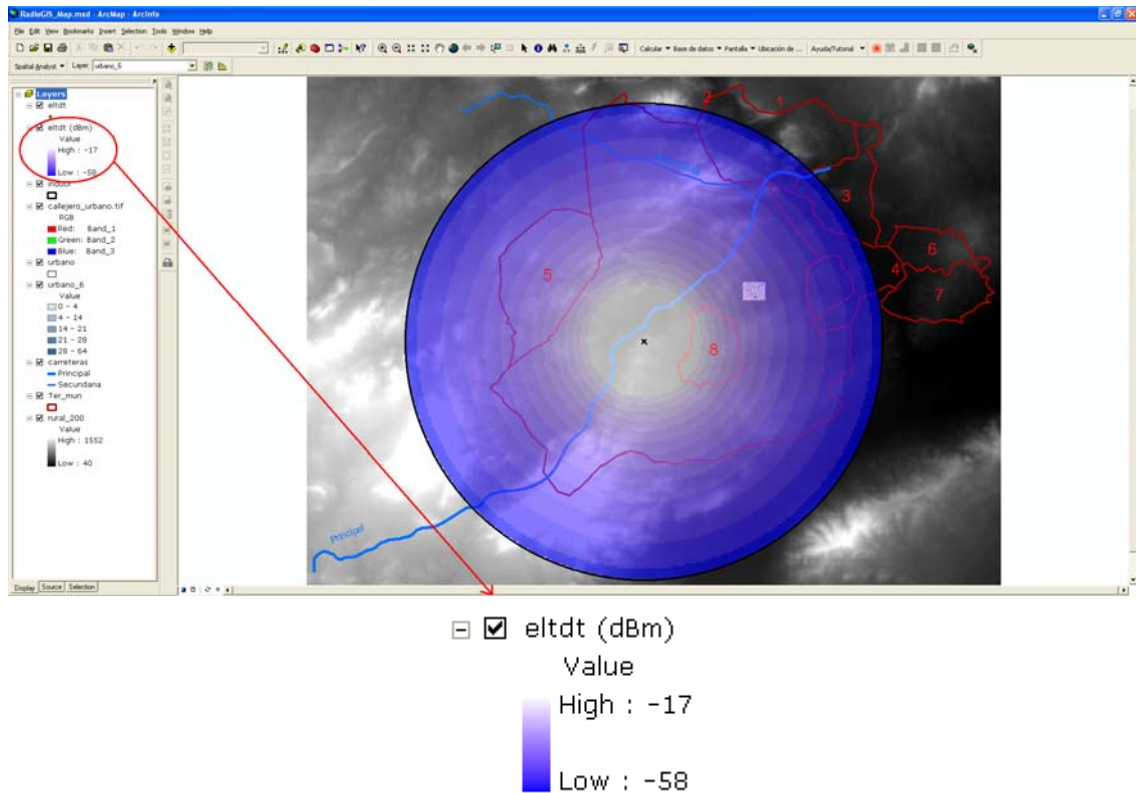 RadioGIS_Map.mxd - ArcMap - ArcInfo
File Edit View Bookmarks Insert Selection Tools Window Help
Calcular Base de datos Pantalla Ubicación de ... Ayuda/Tutorial
Spatial Analyst Layer: urbano_6
Layers
eltdt
eltdt (dBm)
Value
High : -17
Low : -58
indoor
callejero_urbano.tif
RGB
Red: Band_1
Green: Band_2
Blue: Band_3
urbano
urbano_6
Value
0 - 4
4 - 14
14 - 21
21 - 28
28 - 64
carreteras
Principal
Secundaria
Ter_mun
rural_200
Value
High : 1552
Low : 40
Display Source Selection
2
1
3
6
4
7
5
8
Principal
eltdt (dBm)
Value
High : -17
Low : -58